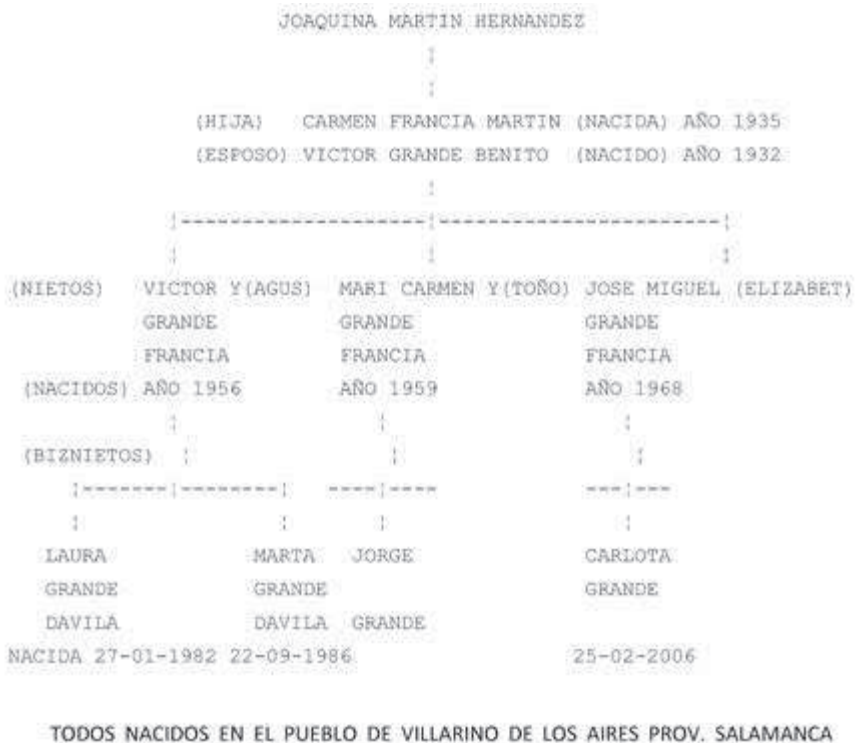 JOAQUINA MARTIN HERNANDEZ
(HIJA) CARMEN FRANCIA MARTIN (NACIDA) AÑO 1935
(ESPOSO) VICTOR GRANDE BENITO (NACIDO) AÑO 1932
(NIETOS) VICTOR Y(AGUS) MARI CARMEN Y(TOÑO) JOSE MIGUEL (ELIZABET)
GRANDE GRANDE GRANDE
FRANCIA FRANCIA FRANCIA
(NACIDOS) AÑO 1956 AÑO 1959 AÑO 1968
(BIZNIETOS)
LAURA MARTA JORGE CARLOTA
GRANDE GRANDE GRANDE
DAVILA DAVILA GRANDE
NACIDA 27-01-1982 22-09-1986 25-02-2006
TODOS NACIDOS EN EL PUEBLO DE VILLARINO DE LOS AIRES PROV. SALAMANCA